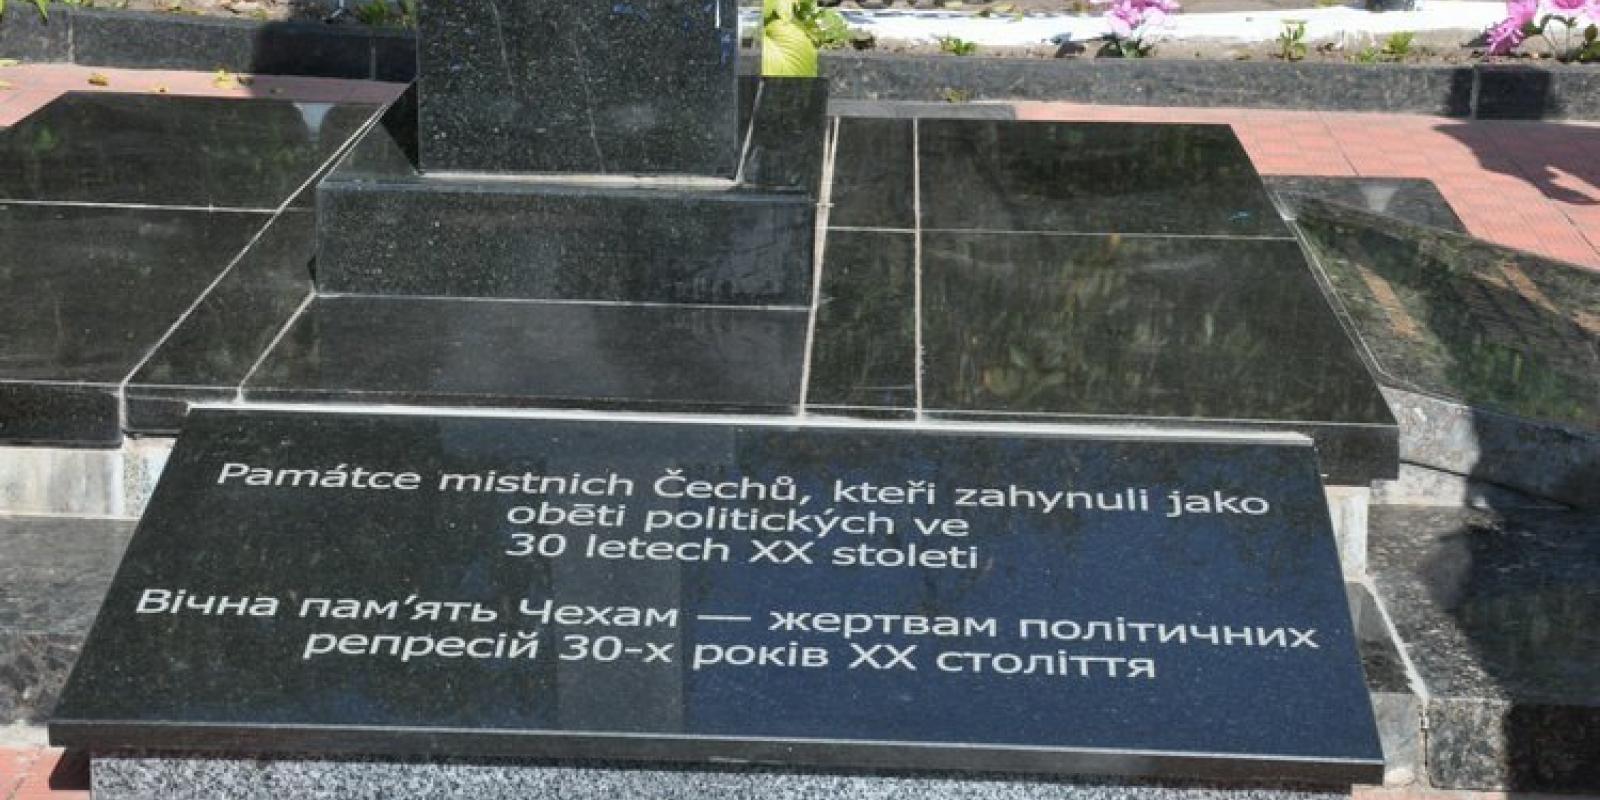 Památce mistnich Čechů, kteři zahynuli jako
oběti politických ve
30 letech XX stoleti
Вічна пам'ять Чехам — жертвам політичних
репресій 30-х років XX століття